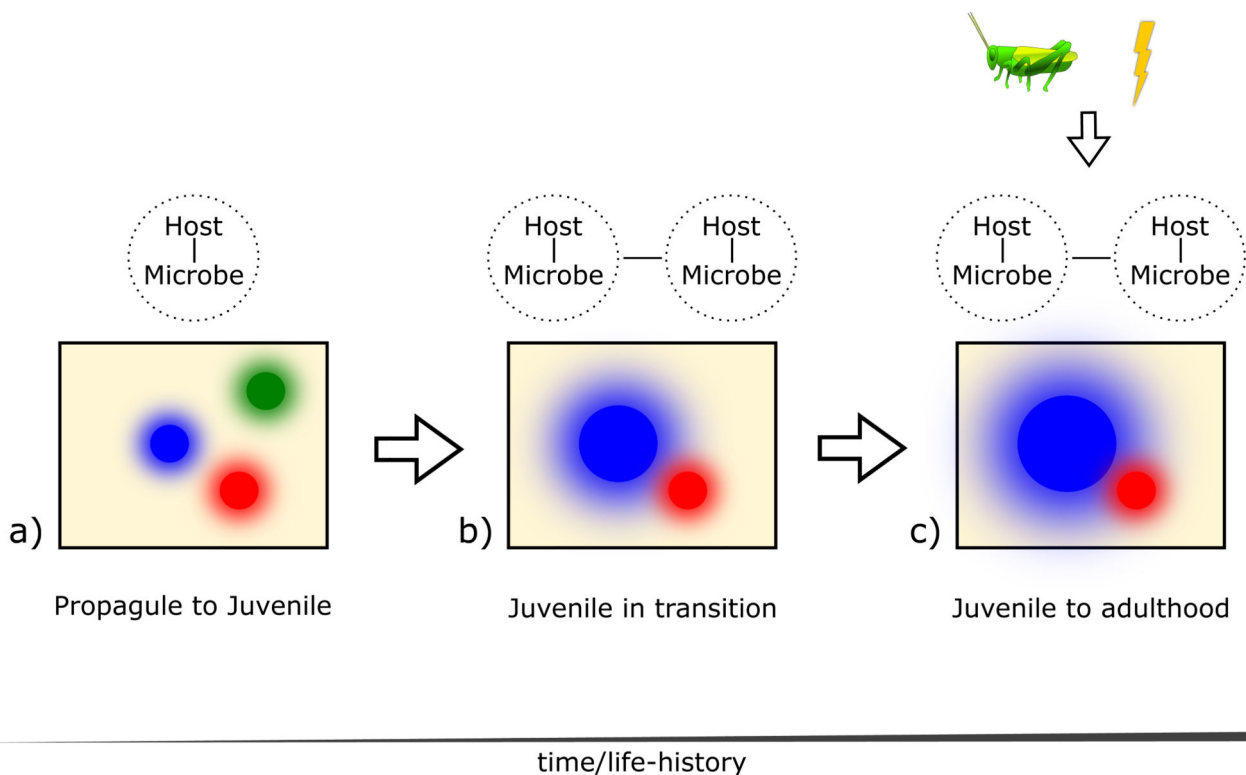 Host
Microbe
Host
Microbe
Host
Microbe
Host
Microbe
Host
Microbe
a)
b)
c)
Propagule to Juvenile
Juvenile in transition
Juvenile to adulthood
time/life-history